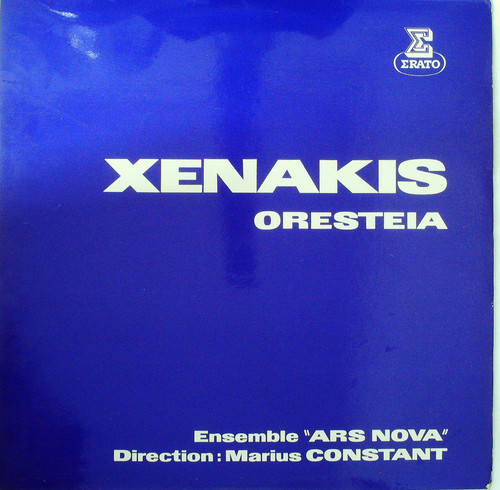 Σ
ΣRATO
XENAKIS
ORESTEIA
Ensemble "ARS NOVA"
Direction : Marius CONSTANT